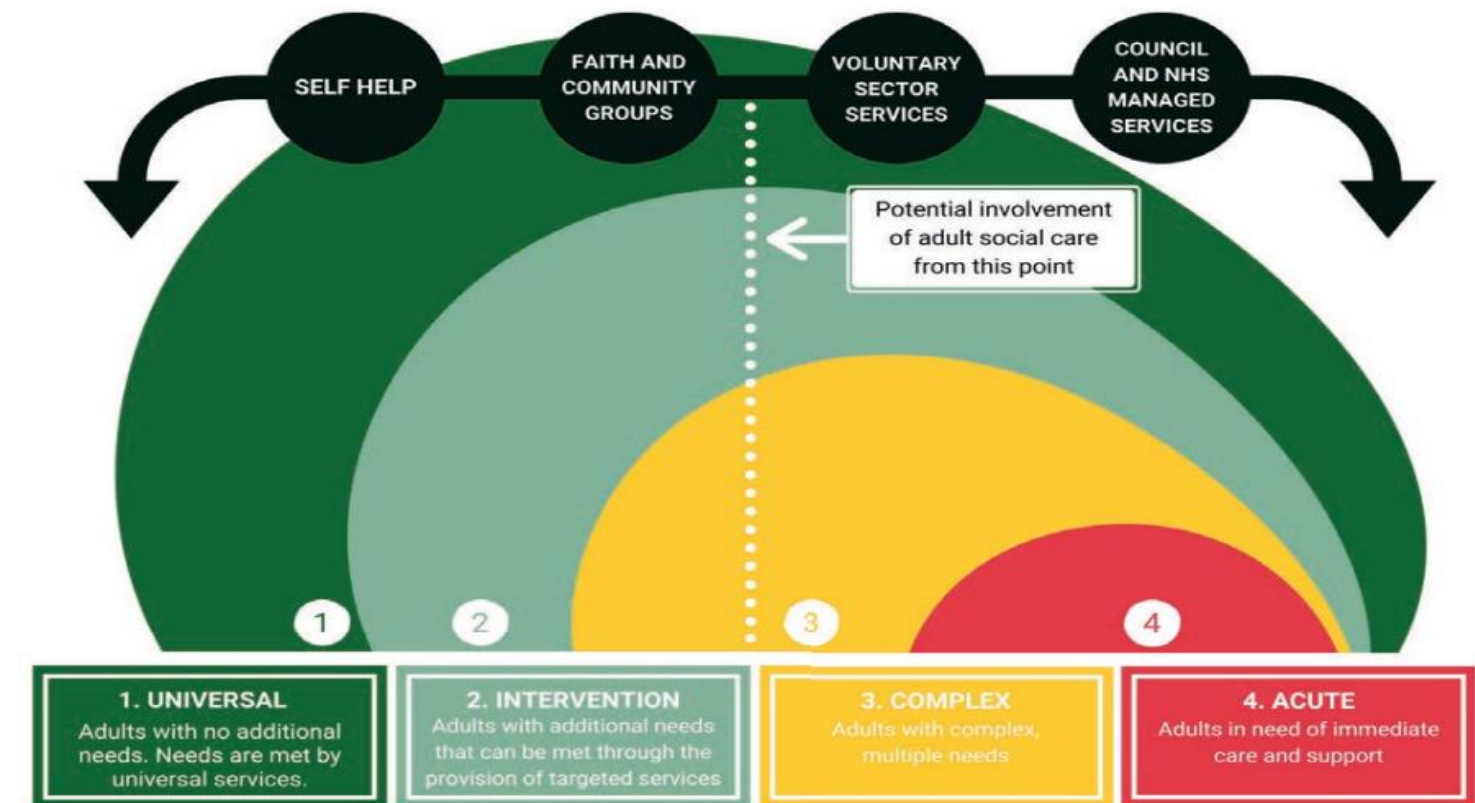 SELF HELP
FAITH AND
COMMUNITY
GROUPS
VOLUNTARY
SECTOR
SERVICES
COUNCIL
AND NHS
MANAGED
SERVICES
Potential involvement
of adult social care
from this point
1
2
3
4
1. UNIVERSAL
Adults with no additional
needs. Needs are met by
universal services.
2. INTERVENTION
Adults with additional needs
that can be met through the
provision of targeted services
3. COMPLEX
Adults with complex,
multiple needs
4. ACUTE
Adults in need of immediate
care and support